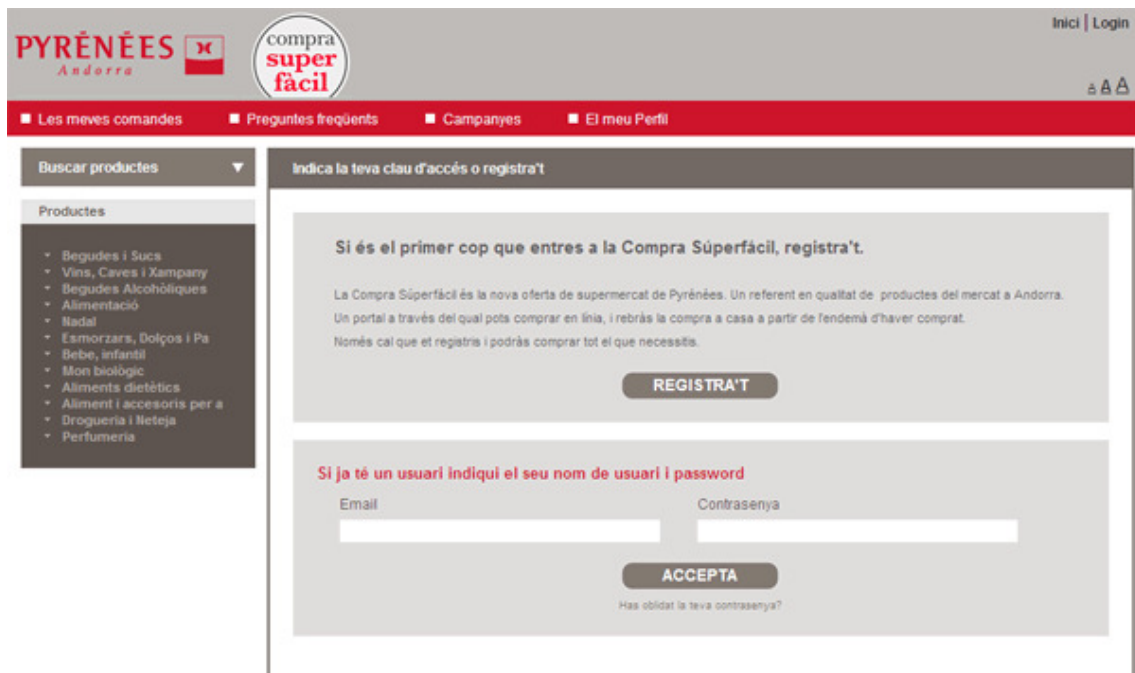 Inici | Login
PYRÉNÉES
Andorra
compra
super
fàcil
A A A
Les meves comandes
Preguntes freqüents
Campanyes
El meu Perfil
Buscar productes
Productes
Begudes i Sucs
Vins, Caves i Xampany
Begudes Alcohòliques
Alimentació
Nadal
Esmorzars, Dolços i Pa
Bebe, infantil
Mon biològic
Aliments dietètics
Aliment i accesoris per a
Drogueria i Neteja
Perfumeria
Indica la teva clau d'accés o registra't
Si és el primer cop que entres a la Compra Súperfácil, registra't.
La Compra Súperfácil és la nova oferta de supermercat de Pyrénées. Un referent en qualitat de productes del mercat a Andorra.
Un portal a través del qual pots comprar en línia, i rebràs la compra a casa a partir de l'endemà d'haver comprat.
Només cal que et registris i podràs comprar tot el que necessitis.
REGISTRA'T
Si ja té un usuari indiqui el seu nom de usuari i password
Email
Contrasenya
ACCEPTA
Has oblidat la teva contrasenya?